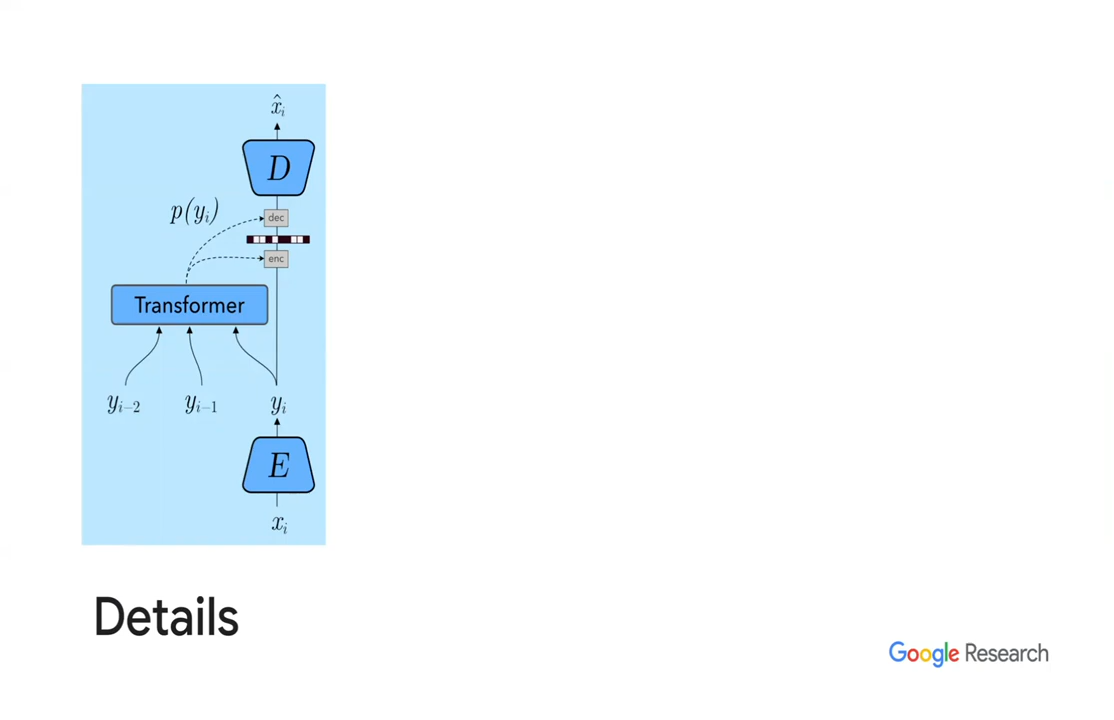 x̂ᵢ
D
p(yᵢ)
dec
enc
Transformer
yᵢ₋₂ yᵢ₋₁ yᵢ
E
xᵢ
Details
Google Research